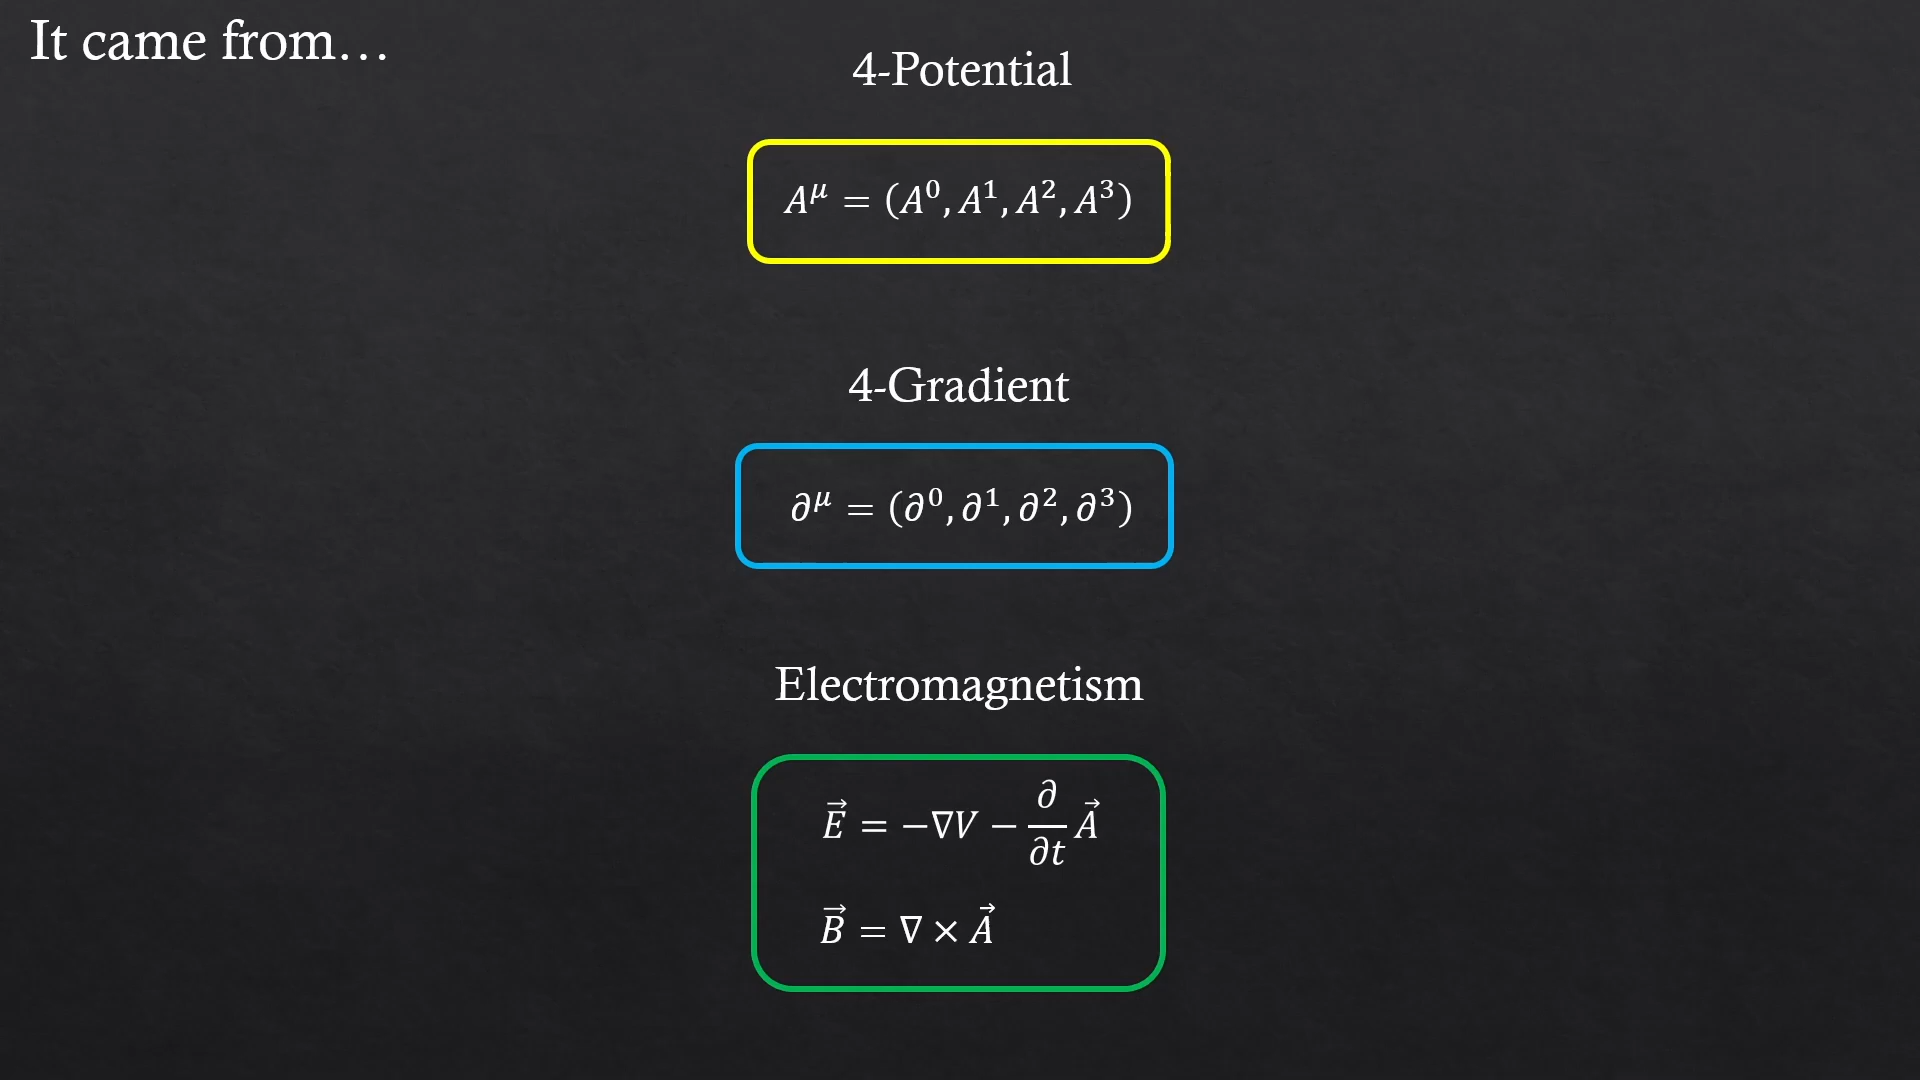 It came from…
4-Potential
A^μ = (A^0, A^1, A^2, A^3)
4-Gradient
∂^μ = (∂^0, ∂^1, ∂^2, ∂^3)
Electromagnetism
E⃗ = −∇V − ∂/∂t A⃗
B⃗ = ∇ × A⃗